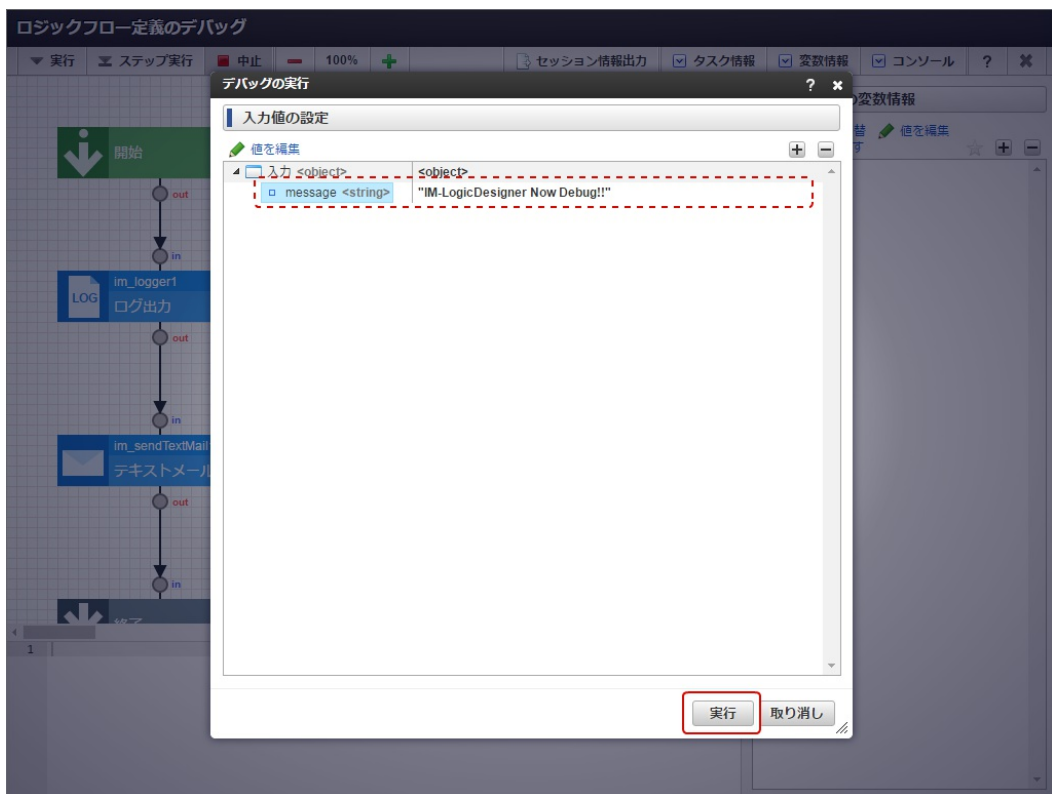 ロジックフロー定義のデバッグ
実行 ステップ実行 中止 100% セッション情報出力 タスク情報 変数情報 コンソール ?
デバッグの実行 ?
の変数情報
入力値の設定
値を編集
替 値を編集
す
入力 <object> <object>
message <string> "IM-LogicDesigner Now Debug!!"
開始
out
in
im_logger1
LOG ログ出力
out
in
im_sendTextMail
テキストメール
out
in
終了
1
実行 取り消し